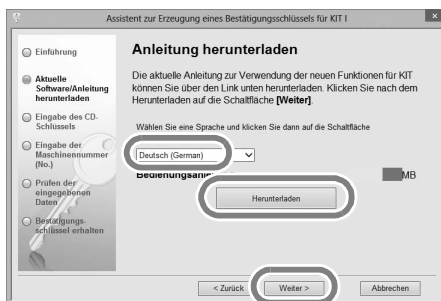 Assistent zur Erzeugung eines Bestätigungsschlüssels für KIT I
Einführung
Aktuelle
Software/Anleitung
herunterladen
Eingabe des CD-
Schlüssels
Eingabe der
Maschinennummer
(No.)
Prüfen der
eingegebenen
Daten
Bestätigungs-
schlüssel erhalten
Anleitung herunterladen
Die aktuelle Anleitung zur Verwendung der neuen Funktionen für KIT
können Sie über den Link unten herunterladen. Klicken Sie nach dem
Herunterladen auf die Schaltfläche [Weiter].
Wählen Sie eine Sprache und klicken Sie dann auf die Schaltfläche
Deutsch (German)
MB
Herunterladen
< Zurück
Weiter >
Abbrechen